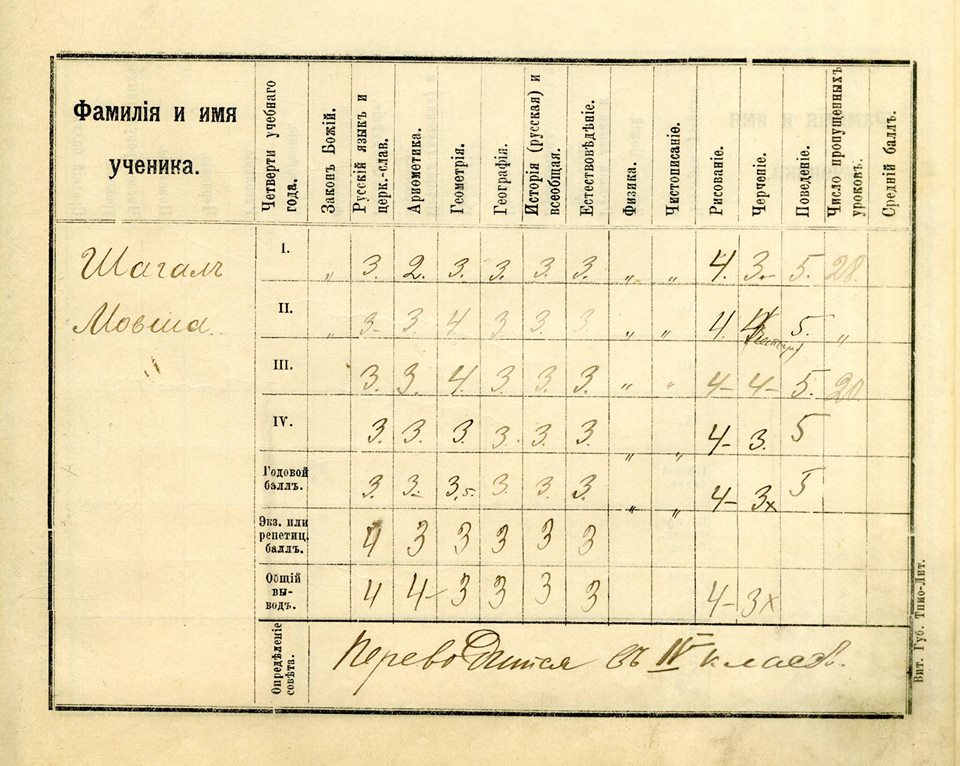 Фамилія и имя ученика.
Четверти учебнаго года.
Законъ Божій.
Русскій языкъ и церк.-слав.
Ариѳметика.
Геометрія.
Географія.
Исторія (русская) и всеобщая.
Естествовѣдѣніе.
Физика.
Чистописаніе.
Рисованіе.
Черченіе.
Поведеніе.
Число пропущенныхъ уроковъ.
Средній баллъ.
Шагалъ
Мовша.
I. „ 3. 2. 3. 3. 3. 3. „ „ 4. 3- 5. 28.
II. „ 3- 3. 4 3 3. 3 „ „ 4. 4 5. „
III. 3. 3. 4. 3 3. 3. „ „ 4- 4- 5. 20
IV. 3. 3. 3. 3. 3. 3. „ „ 4- 3. 5
Годовой баллъ. 3. 3- 3,5. 3. 3. 3. „ „ 4- 3x 5
Экз. или репетиц. баллъ. 4 3 3 3 3 3
Общій вы-водъ. 4 4- 3 3 3 3 4- 3x
Опредѣленіе совѣта.
Переводится въ IV классъ.
Вит. Губ. Типо-Лит.